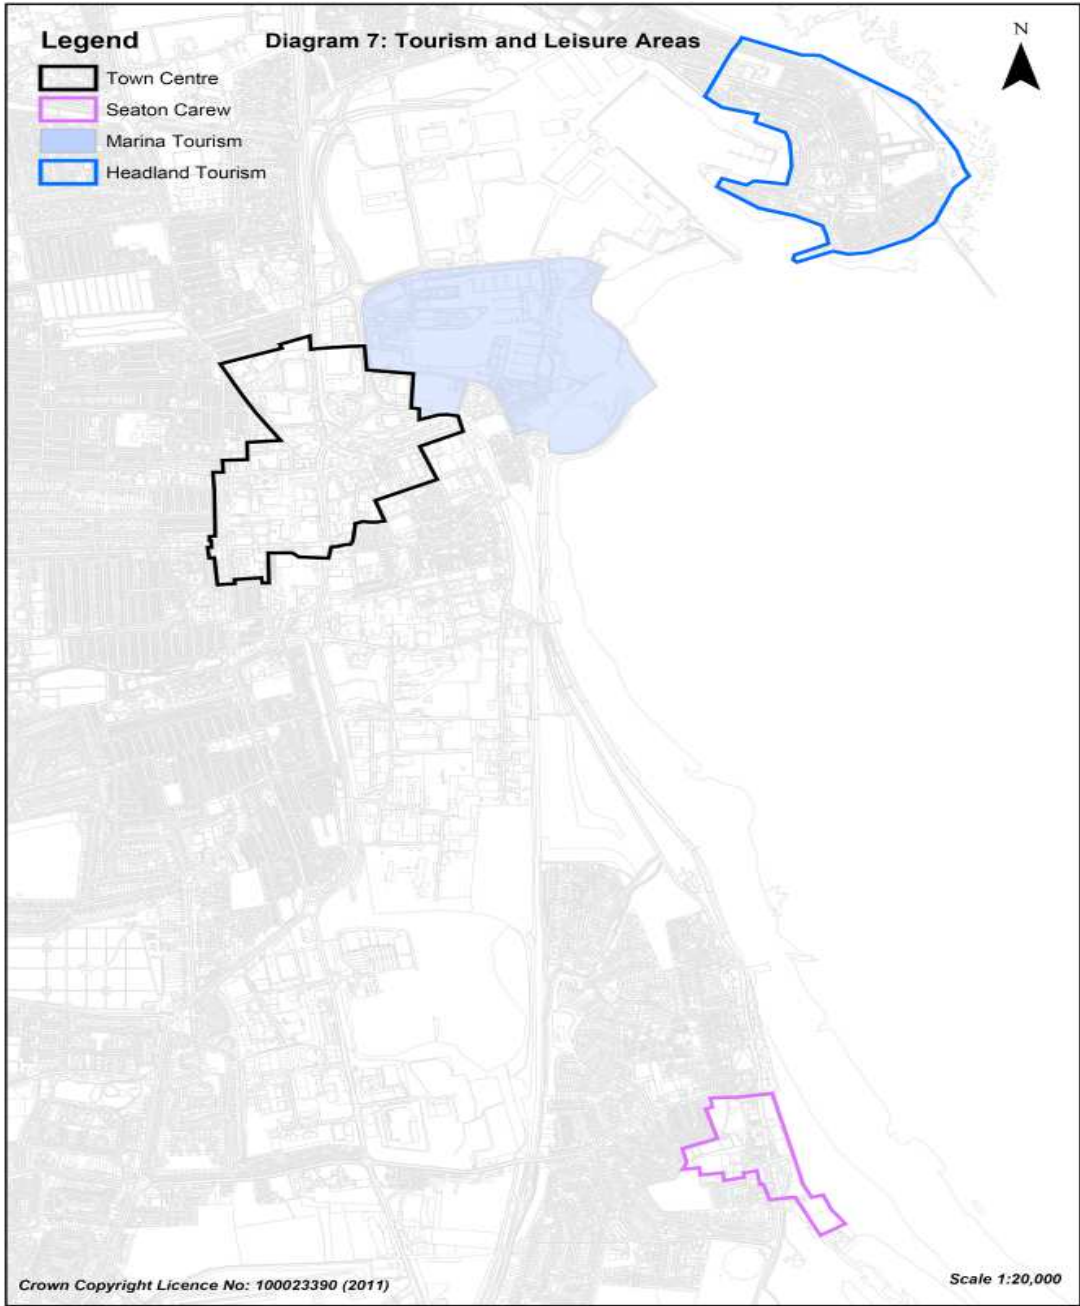 Legend
Diagram 7: Tourism and Leisure Areas
N
Town Centre
Seaton Carew
Marina Tourism
Headland Tourism
Crown Copyright Licence No: 100023390 (2011)
Scale 1:20,000